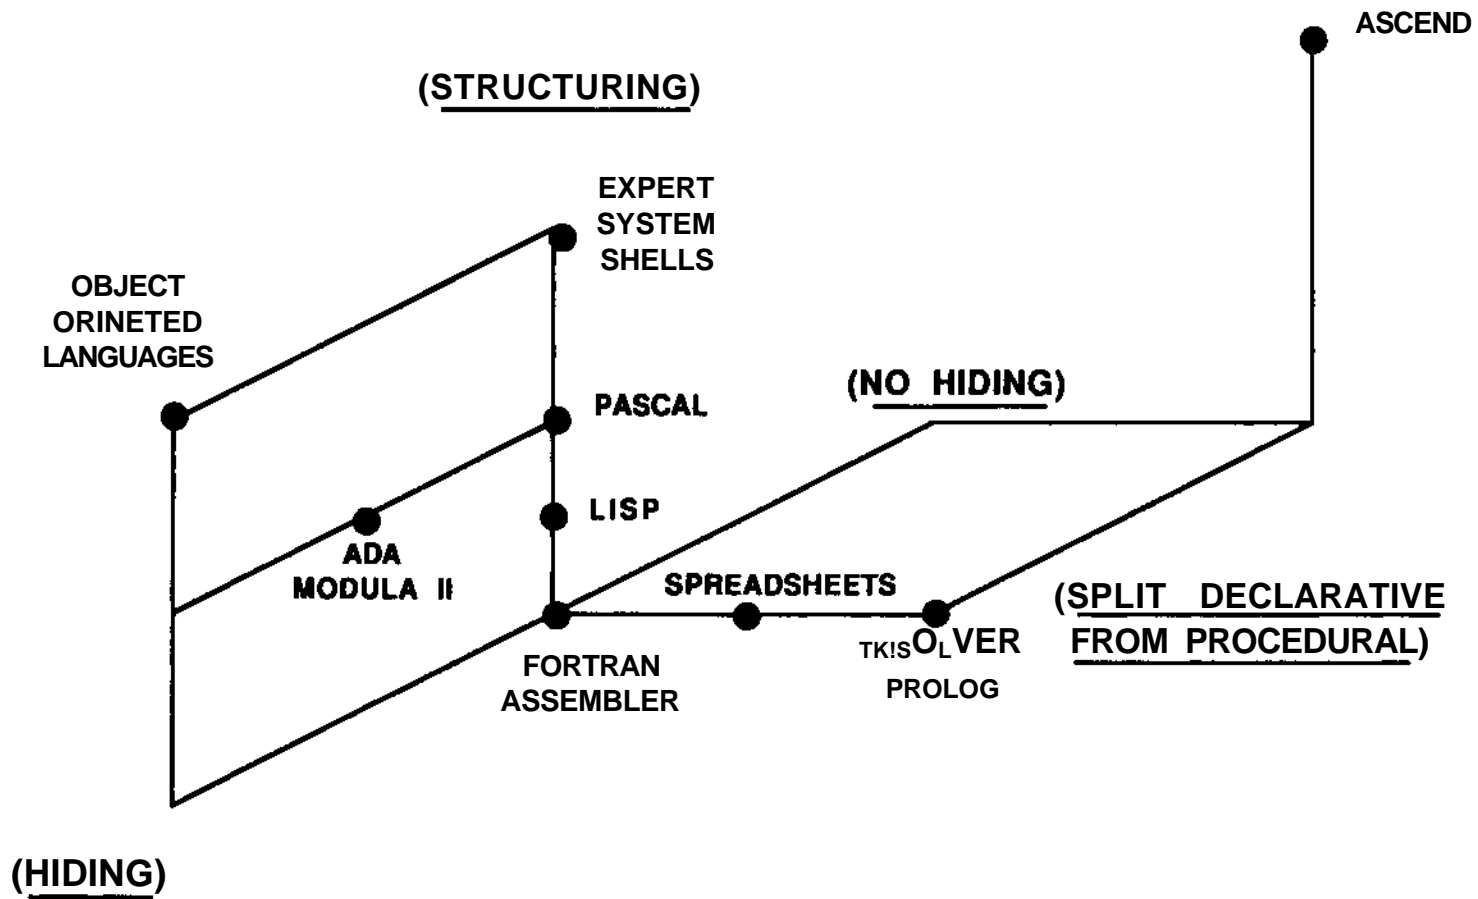 ASCEND
(STRUCTURING)
EXPERT
SYSTEM
SHELLS
OBJECT
ORINETED
LANGUAGES
(NO HIDING)
PASCAL
LISP
ADA
MODULA II
SPREADSHEETS
(SPLIT DECLARATIVE
FROM PROCEDURAL)
TK!SOLVER
PROLOG
FORTRAN
ASSEMBLER
(HIDING)